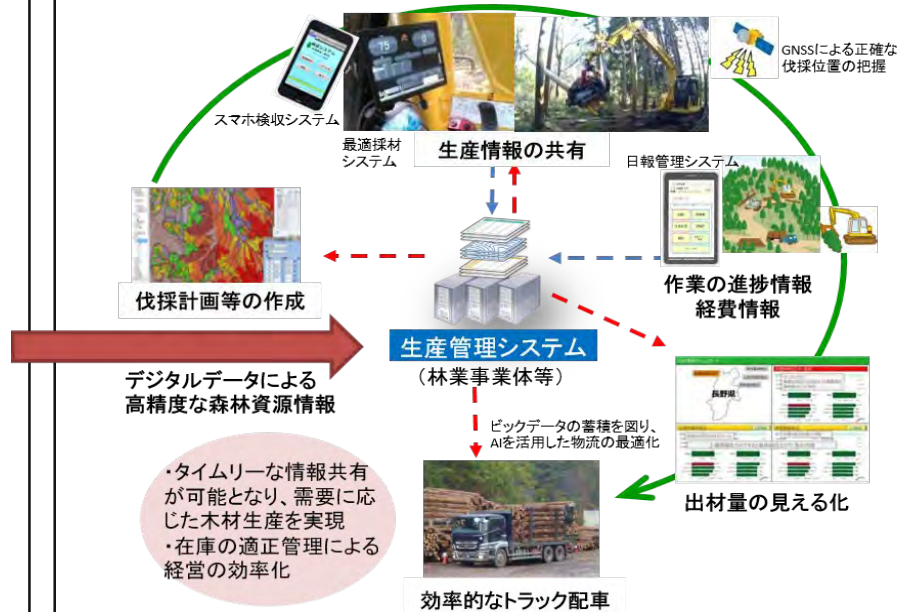 GNSSによる正確な
伐採位置の把握
スマホ検収システム
最適採材
システム
生産情報の共有
日報管理システム
伐採計画等の作成
作業の進捗情報
経費情報
生産管理システム
(林業事業体等)
デジタルデータによる
高精度な森林資源情報
ビックデータの蓄積を図り、
AIを活用した物流の最適化
長野県
出材量の見える化
・タイムリーな情報共有
が可能となり、需要に応
じた木材生産を実現
・在庫の適正管理による
経営の効率化
効率的なトラック配車